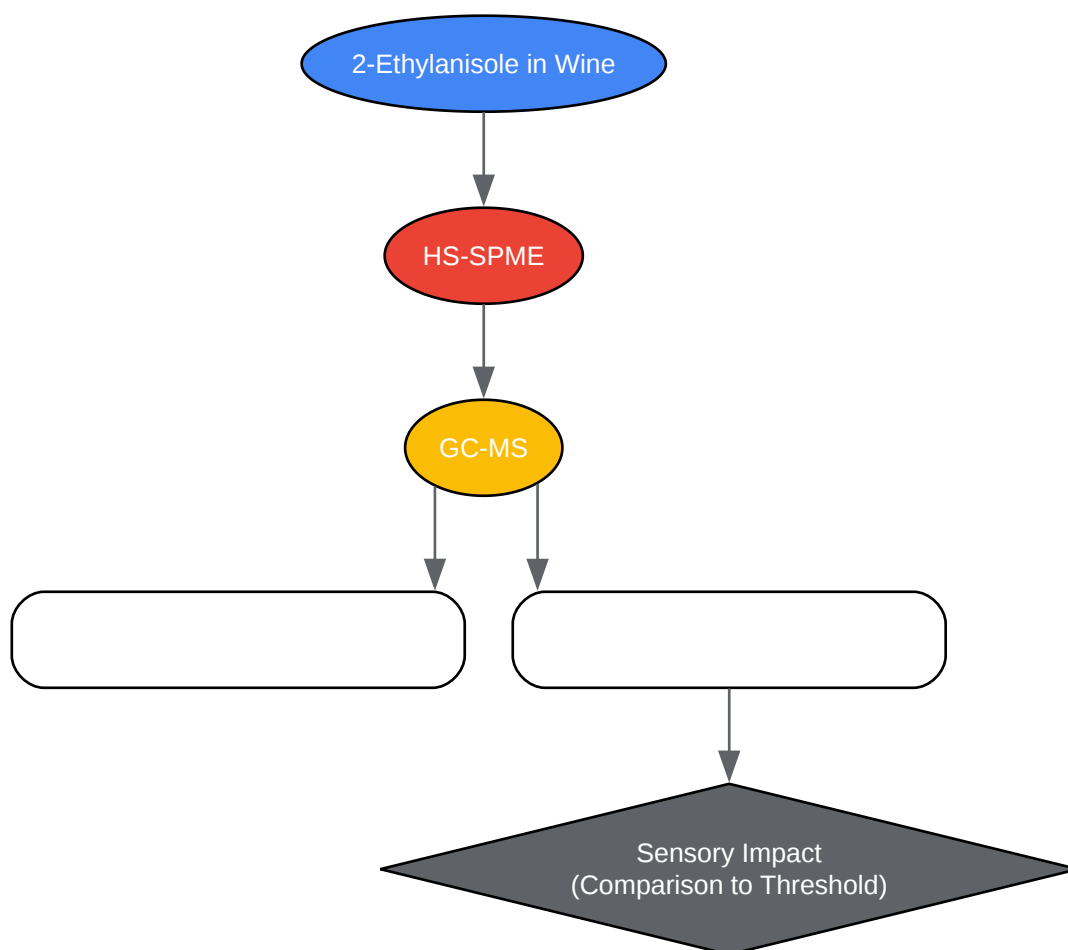 2-Ethylanisole in Wine
HS-SPME
GC-MS
Sensory Impact
(Comparison to Threshold)